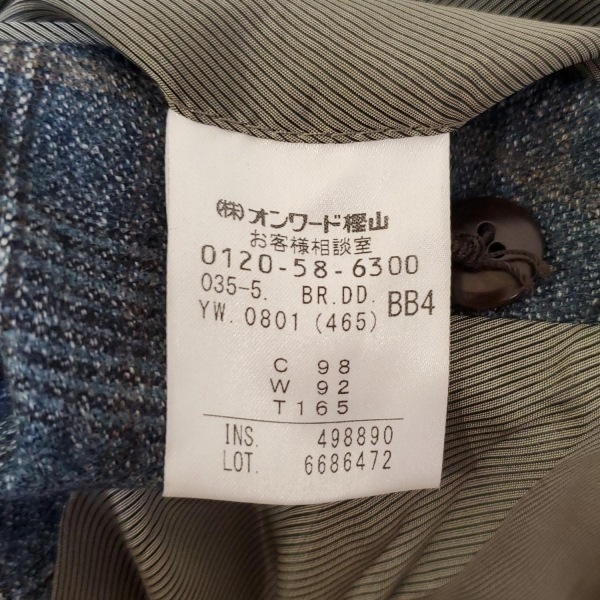 (株)オンワード樫山
お客様相談室
0120-58-6300
035-5. BR.DD. BB4
YW. 0801 (465)
C 98
W 92
T 165
INS. 498890
LOT. 6686472